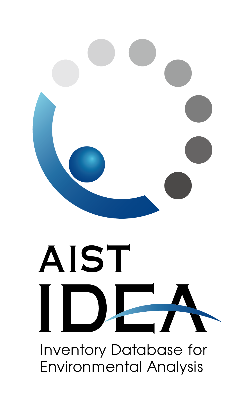 AIST
IDEA
Inventory Database for
Environmental Analysis